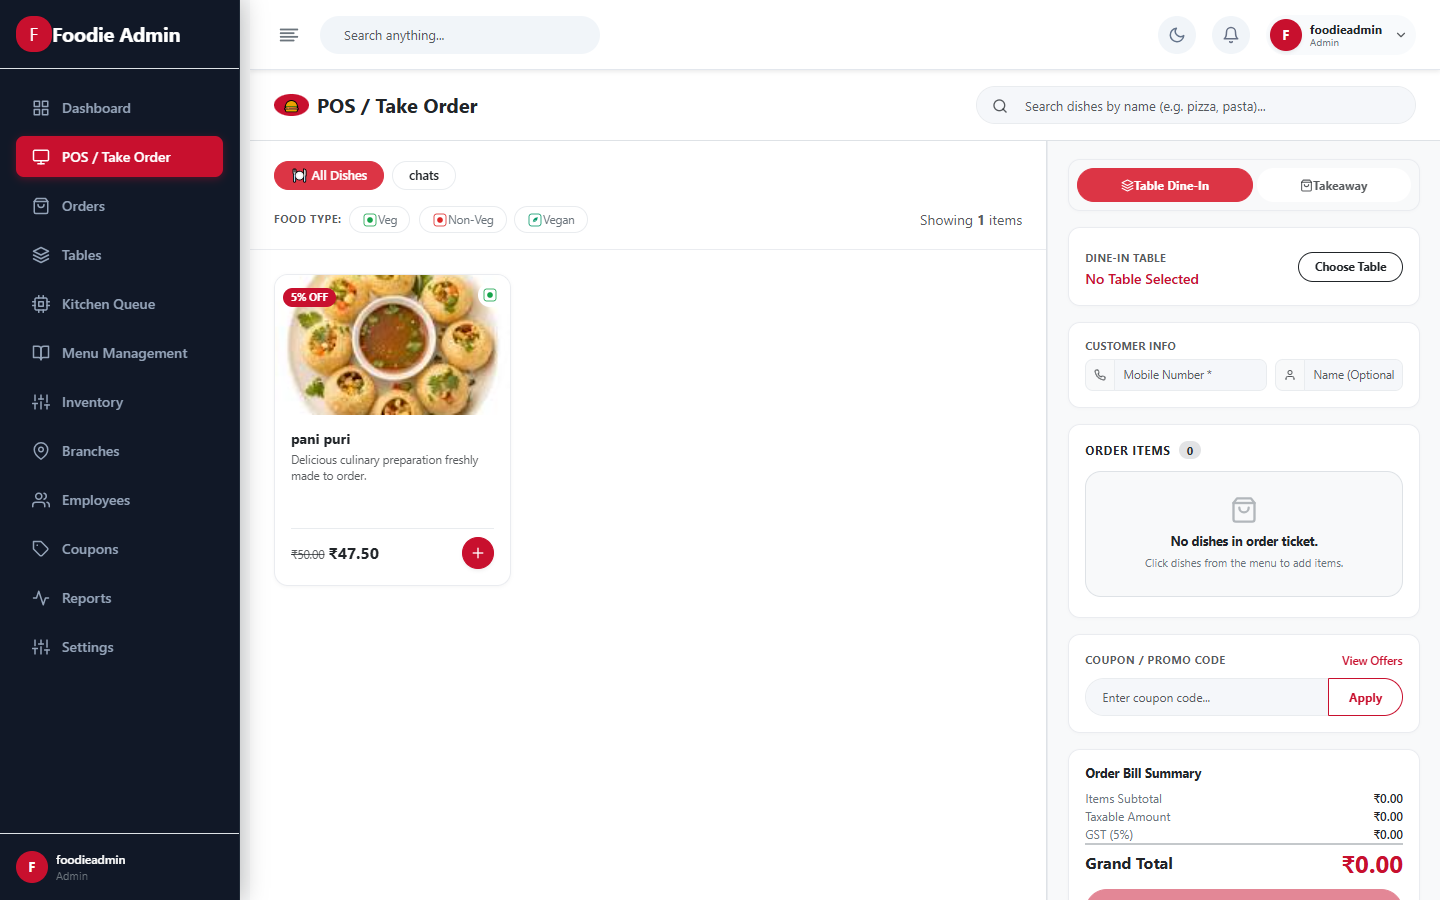 F Foodie Admin
Dashboard
POS / Take Order
Orders
Tables
Kitchen Queue
Menu Management
Inventory
Branches
Employees
Coupons
Reports
Settings
F foodieadmin
Admin
Search anything...
F foodieadmin
Admin
POS / Take Order
Search dishes by name (e.g. pizza, pasta)...
All Dishes
chats
FOOD TYPE: Veg Non-Veg Vegan
Showing 1 items
5% OFF
pani puri
Delicious culinary preparation freshly
made to order.
₹50.00 ₹47.50
Table Dine-In
Takeaway
DINE-IN TABLE
No Table Selected
Choose Table
CUSTOMER INFO
Mobile Number *
Name (Optional
ORDER ITEMS 0
No dishes in order ticket.
Click dishes from the menu to add items.
COUPON / PROMO CODE
View Offers
Enter coupon code...
Apply
Order Bill Summary
Items Subtotal ₹0.00
Taxable Amount ₹0.00
GST (5%) ₹0.00
Grand Total ₹0.00